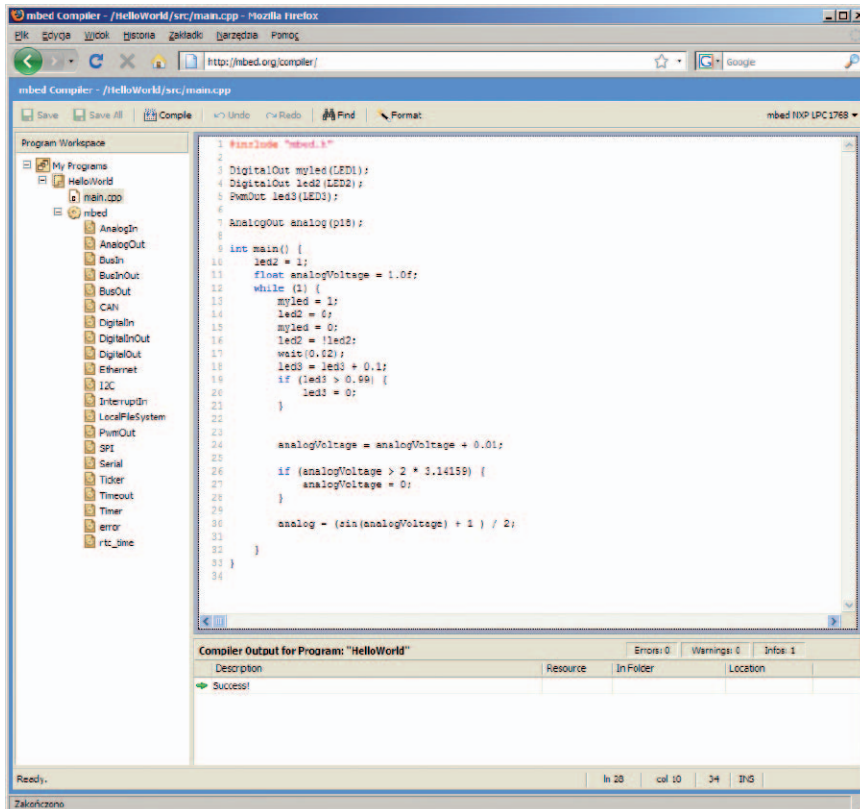 mbed Compiler - /HelloWorld/src/main.cpp - Mozilla Firefox
Plik Edycja Widok Historia Zakładki Narzędzia Pomoc
http://mbed.org/compiler/ Google
mbed Compiler - /HelloWorld/src/main.cpp
Save Save All Compile Undo Redo Find Format mbed NXP LPC1768
Program Workspace
My Programs
HelloWorld
main.cpp
mbed
AnalogIn
AnalogOut
BusIn
BusInOut
BusOut
CAN
DigitalIn
DigitalInOut
DigitalOut
Ethernet
I2C
InterruptIn
LocalFileSystem
PwmOut
SPI
Serial
Ticker
Timeout
Timer
error
rtc_time
1 #include "mbed.h"
2
3 DigitalOut myled(LED1);
4 DigitalOut led2(LED2);
5 PwmOut led3(LED3);
6
7 AnalogOut analog(p18);
8
9 int main() {
10 led2 = 1;
11 float analogVoltage = 1.0f;
12 while (1) {
13 myled = 1;
14 led2 = 0;
15 myled = 0;
16 led2 = !led2;
17 wait(0.02);
18 led3 = led3 + 0.1;
19 if (led3 > 0.99) {
20 led3 = 0;
21 }
22
23
24 analogVoltage = analogVoltage + 0.01;
25
26 if (analogVoltage > 2 * 3.14159) {
27 analogVoltage = 0;
28 }
29
30 analog = (sin(analogVoltage) + 1 ) / 2;
31
32 }
33 }
34
Compiler Output for Program: "HelloWorld" Errors: 0 Warnings: 0 Infos: 1
Description Resource In Folder Location
Success!
Ready. ln 28 col 10 34 INS
Zakończono